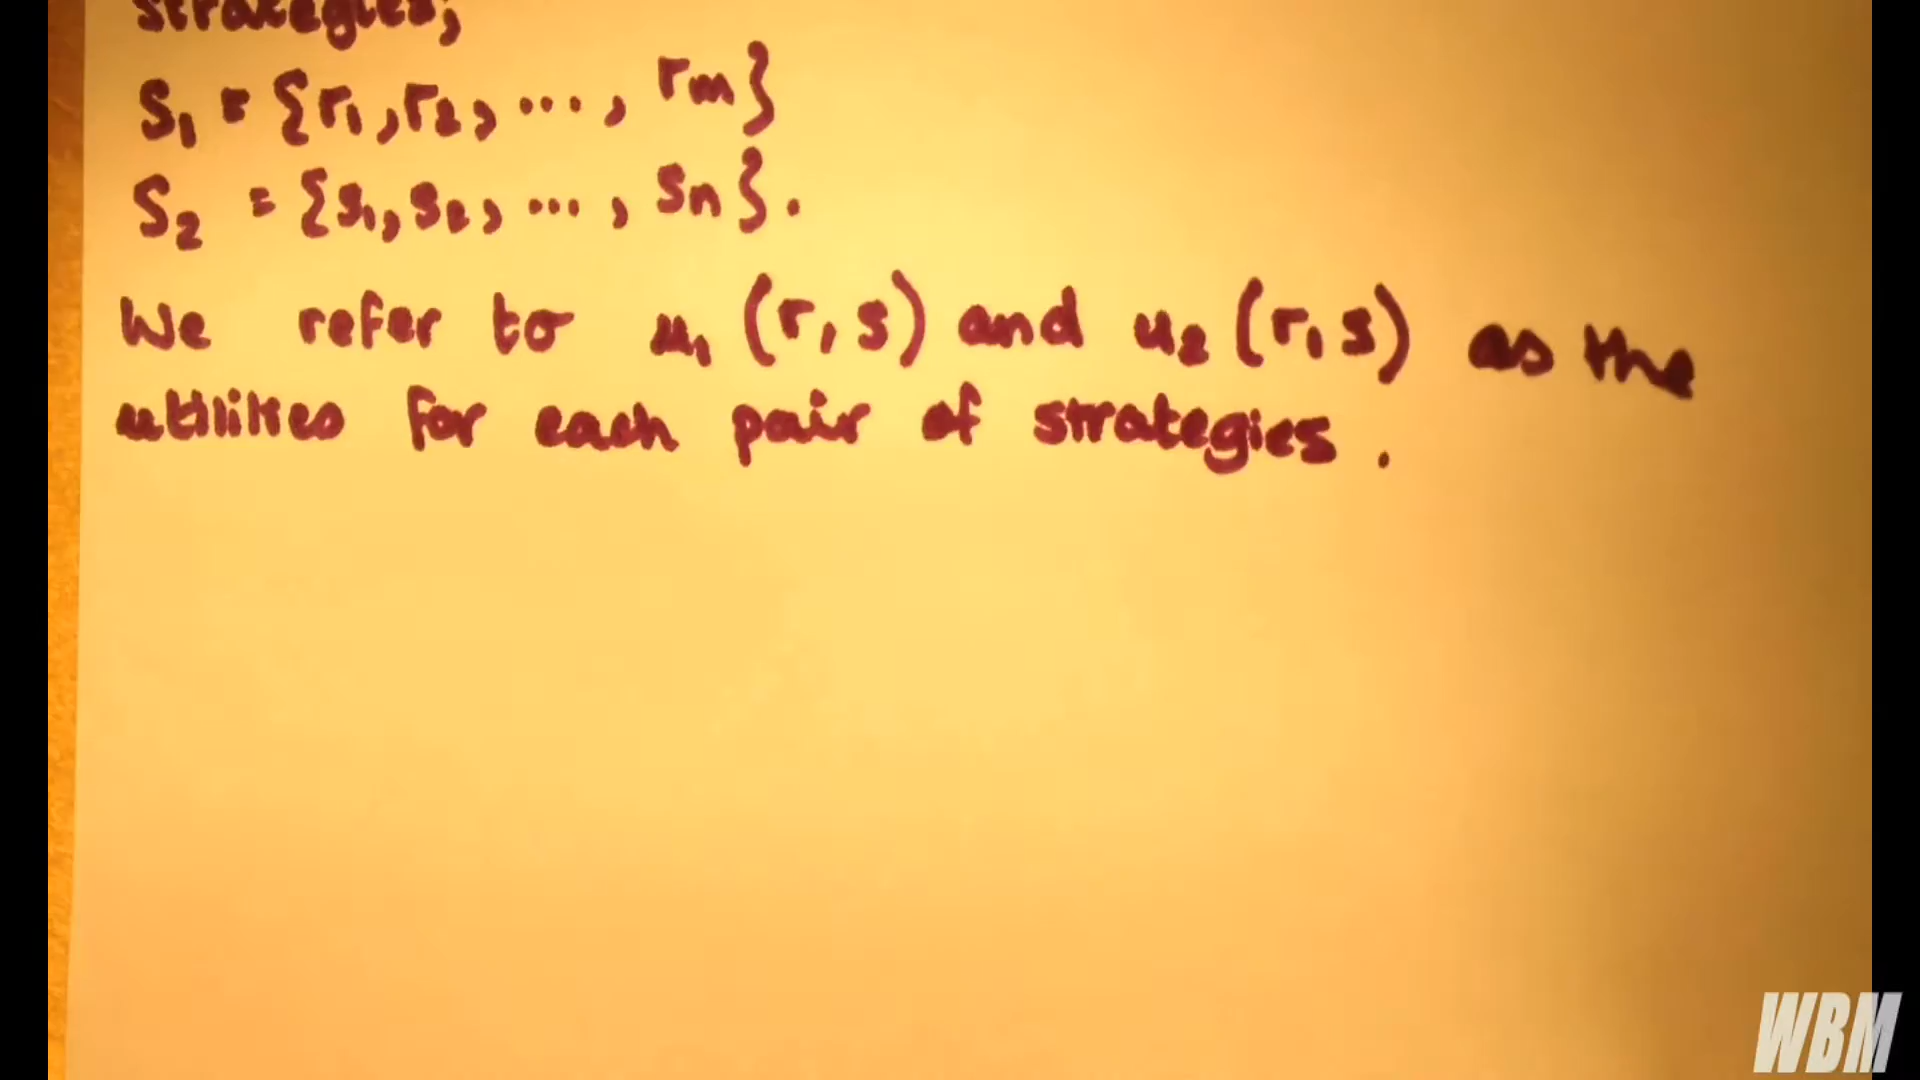 strategies;
S₁ = {r₁, r₂, ..., rₘ}
S₂ = {s₁, s₂, ..., sₙ}.
We refer to u₁ (r, s) and u₂ (r, s) as the
utilities for each pair of strategies.
WBM